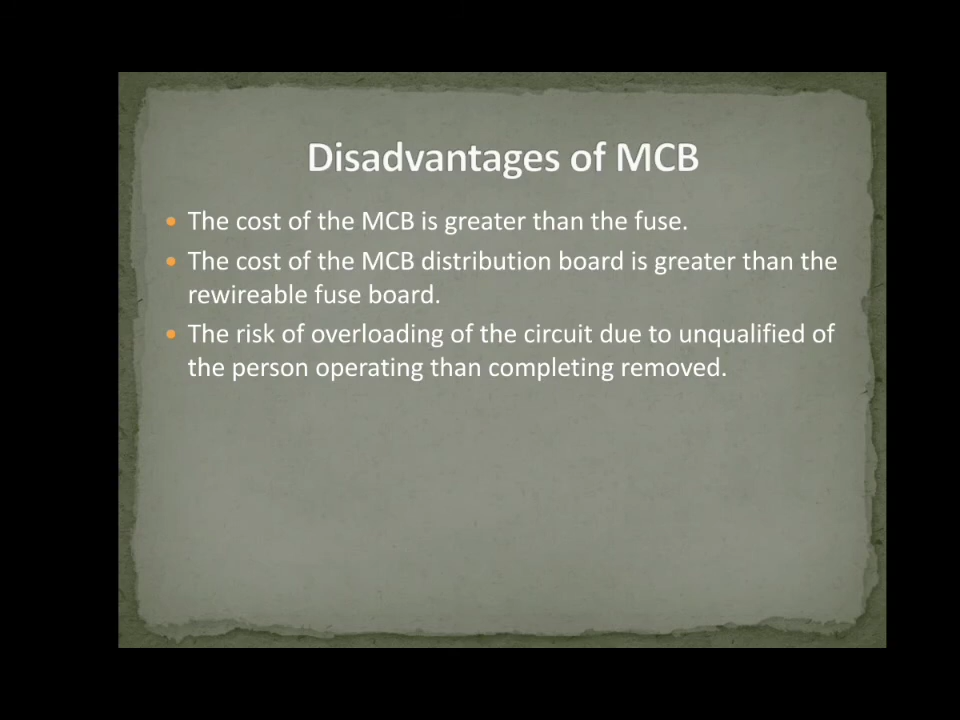 Disadvantages of MCB
• The cost of the MCB is greater than the fuse.
• The cost of the MCB distribution board is greater than the
rewireable fuse board.
• The risk of overloading of the circuit due to unqualified of
the person operating than completing removed.